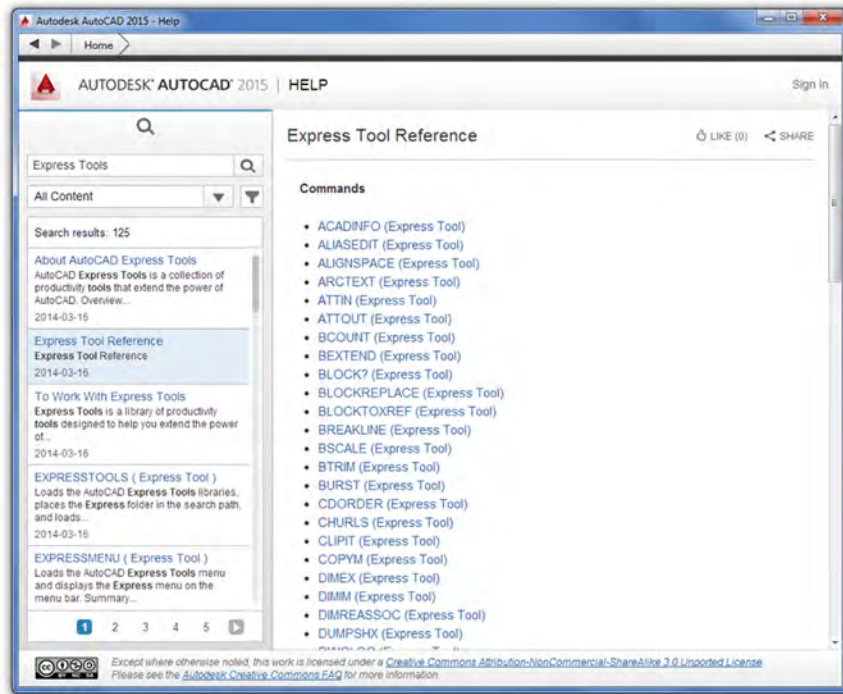 Autodesk AutoCAD 2015 - Help
Home
AUTODESK® AUTOCAD® 2015 | HELP
Sign In
Express Tools
All Content
Search results: 125
About AutoCAD Express Tools
AutoCAD Express Tools is a collection of
productivity tools that extend the power of
AutoCAD. Overview...
2014-03-16
Express Tool Reference
Express Tool Reference
2014-03-16
To Work With Express Tools
Express Tools is a library of productivity
tools designed to help you extend the power
of...
2014-03-16
EXPRESSTOOLS ( Express Tool )
Loads the AutoCAD Express Tools libraries,
places the Express folder in the search path,
and loads...
2014-03-16
EXPRESSMENU ( Express Tool )
Loads the AutoCAD Express Tools menu
and displays the Express menu on the
menu bar. Summary...
1 2 3 4 5
Express Tool Reference
LIKE (0) SHARE
Commands
• ACADINFO (Express Tool)
• ALIASEDIT (Express Tool)
• ALIGNSPACE (Express Tool)
• ARCTEXT (Express Tool)
• ATTIN (Express Tool)
• ATTOUT (Express Tool)
• BCOUNT (Express Tool)
• BEXTEND (Express Tool)
• BLOCK? (Express Tool)
• BLOCKREPLACE (Express Tool)
• BLOCKTOXREF (Express Tool)
• BREAKLINE (Express Tool)
• BSCALE (Express Tool)
• BTRIM (Express Tool)
• BURST (Express Tool)
• CDORDER (Express Tool)
• CHURLS (Express Tool)
• CLIPIT (Express Tool)
• COPYM (Express Tool)
• DIMEX (Express Tool)
• DIMIM (Express Tool)
• DIMREASSOC (Express Tool)
• DUMPSHX (Express Tool)
cc BY NC SA
Except where otherwise noted, this work is licensed under a Creative Commons Attribution-NonCommercial-ShareAlike 3.0 Unported License
Please see the Autodesk Creative Commons FAQ for more information